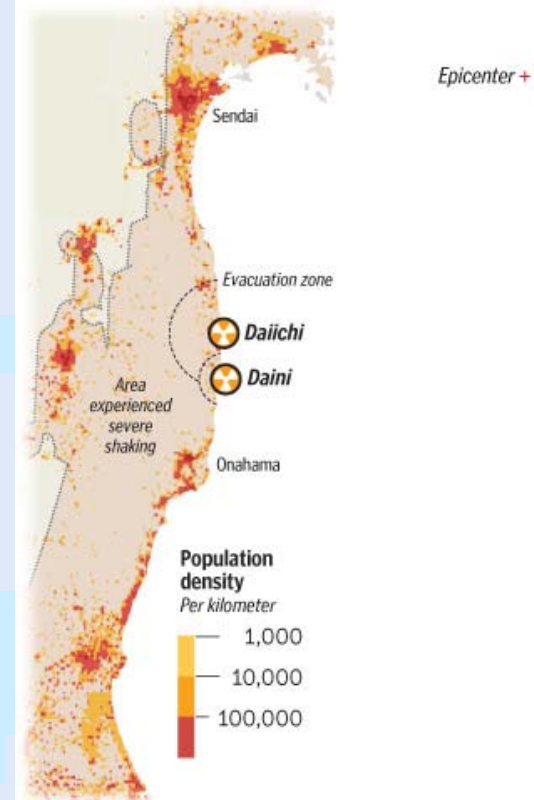 Epicenter +
Sendai
Evacuation zone
Daiichi
Daini
Area
experienced
severe
shaking
Onahama
Population
density
Per kilometer
1,000
10,000
100,000